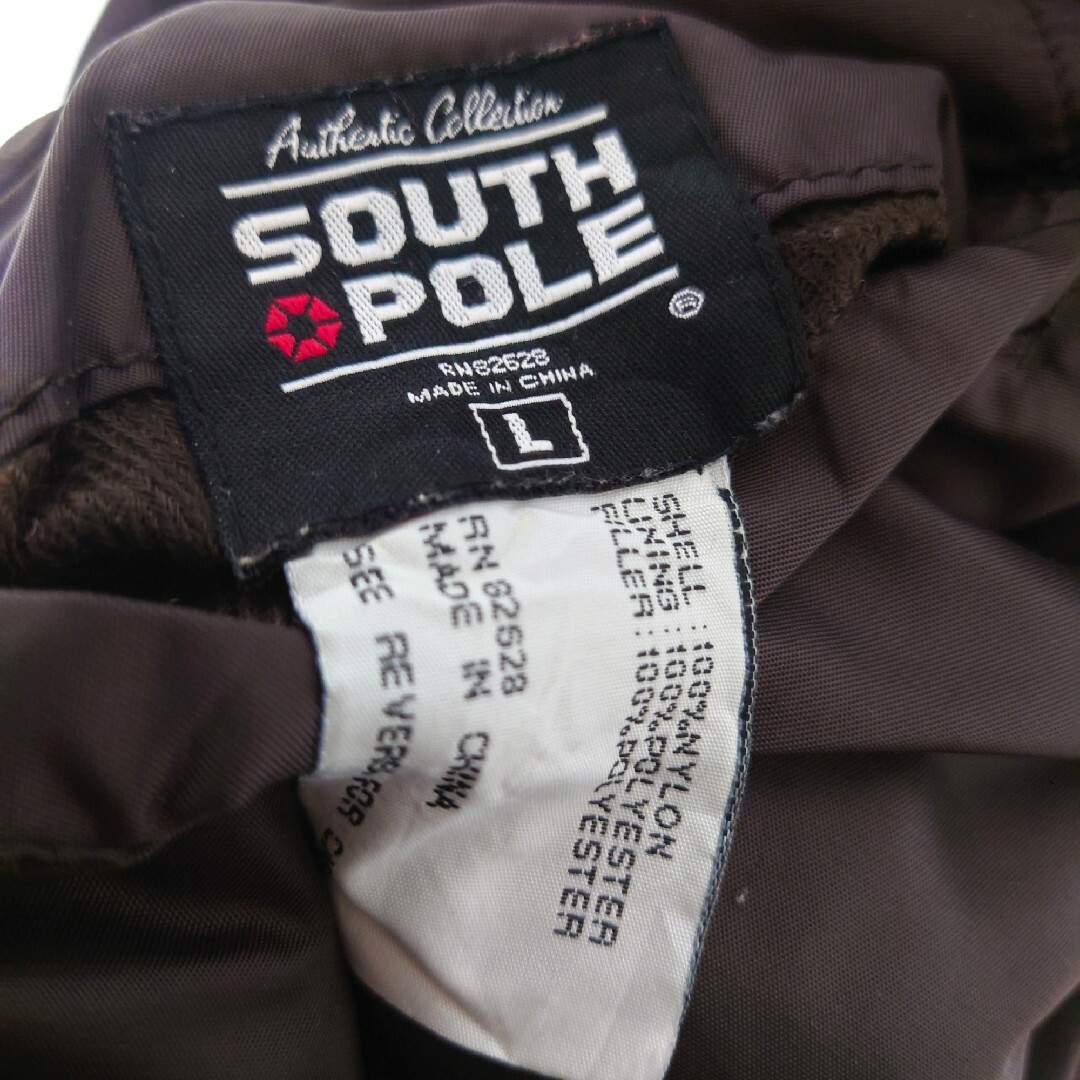 Authentic Collection
SOUTH
POLE
®
RN82628
MADE IN CHINA
L
SHELL :100%NYLON
LINING :100%POLYESTER
FILLER :100%POLYESTER
RN 82628
MADE IN CHINA
SEE REVERS FOR